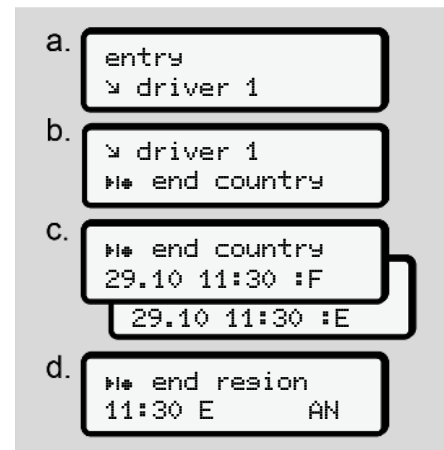 a.
entry
↘ driver 1
b.
↘ driver 1
end country
c.
end country
29.10 11:30 :F
29.10 11:30 :E
d.
end region
11:30 E AN